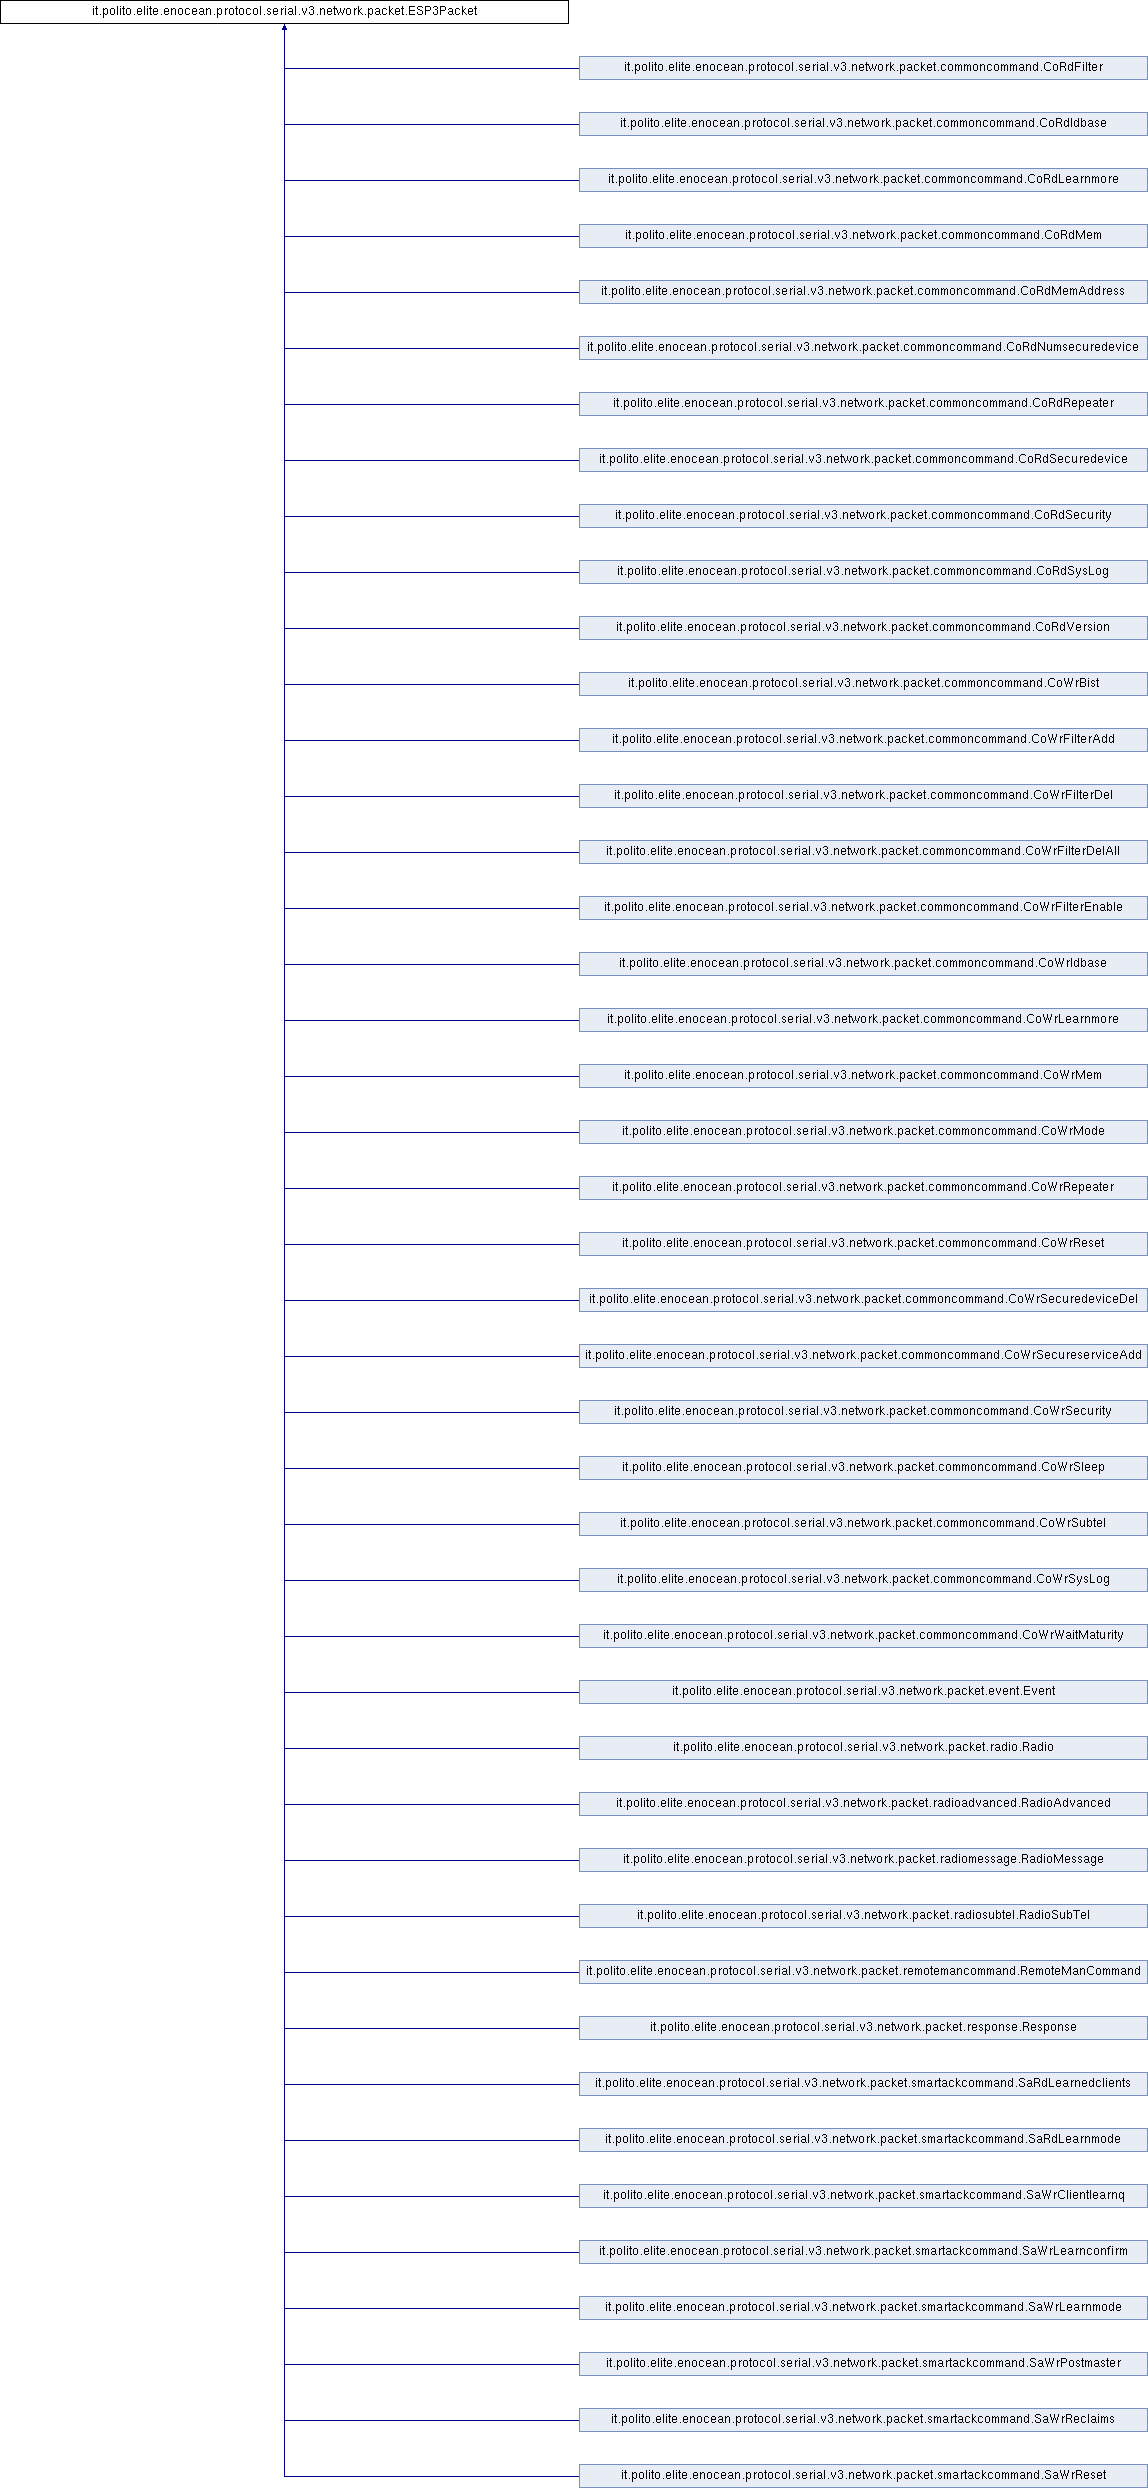 it.polito.elite.enocean.protocol.serial.v3.network.packet.ESP3Packet
it.polito.elite.enocean.protocol.serial.v3.network.packet.commoncommand.CoRdFilter
it.polito.elite.enocean.protocol.serial.v3.network.packet.commoncommand.CoRdIdbase
it.polito.elite.enocean.protocol.serial.v3.network.packet.commoncommand.CoRdLearnmore
it.polito.elite.enocean.protocol.serial.v3.network.packet.commoncommand.CoRdMem
it.polito.elite.enocean.protocol.serial.v3.network.packet.commoncommand.CoRdMemAddress
it.polito.elite.enocean.protocol.serial.v3.network.packet.commoncommand.CoRdNumsecuredevice
it.polito.elite.enocean.protocol.serial.v3.network.packet.commoncommand.CoRdRepeater
it.polito.elite.enocean.protocol.serial.v3.network.packet.commoncommand.CoRdSecuredevice
it.polito.elite.enocean.protocol.serial.v3.network.packet.commoncommand.CoRdSecurity
it.polito.elite.enocean.protocol.serial.v3.network.packet.commoncommand.CoRdSysLog
it.polito.elite.enocean.protocol.serial.v3.network.packet.commoncommand.CoRdVersion
it.polito.elite.enocean.protocol.serial.v3.network.packet.commoncommand.CoWrBist
it.polito.elite.enocean.protocol.serial.v3.network.packet.commoncommand.CoWrFilterAdd
it.polito.elite.enocean.protocol.serial.v3.network.packet.commoncommand.CoWrFilterDel
it.polito.elite.enocean.protocol.serial.v3.network.packet.commoncommand.CoWrFilterDelAll
it.polito.elite.enocean.protocol.serial.v3.network.packet.commoncommand.CoWrFilterEnable
it.polito.elite.enocean.protocol.serial.v3.network.packet.commoncommand.CoWrIdbase
it.polito.elite.enocean.protocol.serial.v3.network.packet.commoncommand.CoWrLearnmore
it.polito.elite.enocean.protocol.serial.v3.network.packet.commoncommand.CoWrMem
it.polito.elite.enocean.protocol.serial.v3.network.packet.commoncommand.CoWrMode
it.polito.elite.enocean.protocol.serial.v3.network.packet.commoncommand.CoWrRepeater
it.polito.elite.enocean.protocol.serial.v3.network.packet.commoncommand.CoWrReset
it.polito.elite.enocean.protocol.serial.v3.network.packet.commoncommand.CoWrSecuredeviceDel
it.polito.elite.enocean.protocol.serial.v3.network.packet.commoncommand.CoWrSecureserviceAdd
it.polito.elite.enocean.protocol.serial.v3.network.packet.commoncommand.CoWrSecurity
it.polito.elite.enocean.protocol.serial.v3.network.packet.commoncommand.CoWrSleep
it.polito.elite.enocean.protocol.serial.v3.network.packet.commoncommand.CoWrSubtel
it.polito.elite.enocean.protocol.serial.v3.network.packet.commoncommand.CoWrSysLog
it.polito.elite.enocean.protocol.serial.v3.network.packet.commoncommand.CoWrWaitMaturity
it.polito.elite.enocean.protocol.serial.v3.network.packet.event.Event
it.polito.elite.enocean.protocol.serial.v3.network.packet.radio.Radio
it.polito.elite.enocean.protocol.serial.v3.network.packet.radioadvanced.RadioAdvanced
it.polito.elite.enocean.protocol.serial.v3.network.packet.radiomessage.RadioMessage
it.polito.elite.enocean.protocol.serial.v3.network.packet.radiosubtel.RadioSubTel
it.polito.elite.enocean.protocol.serial.v3.network.packet.remotemancommand.RemoteManCommand
it.polito.elite.enocean.protocol.serial.v3.network.packet.response.Response
it.polito.elite.enocean.protocol.serial.v3.network.packet.smartackcommand.SaRdLearnedclients
it.polito.elite.enocean.protocol.serial.v3.network.packet.smartackcommand.SaRdLearnmode
it.polito.elite.enocean.protocol.serial.v3.network.packet.smartackcommand.SaWrClientlearnq
it.polito.elite.enocean.protocol.serial.v3.network.packet.smartackcommand.SaWrLearnconfirm
it.polito.elite.enocean.protocol.serial.v3.network.packet.smartackcommand.SaWrLearnmode
it.polito.elite.enocean.protocol.serial.v3.network.packet.smartackcommand.SaWrPostmaster
it.polito.elite.enocean.protocol.serial.v3.network.packet.smartackcommand.SaWrReclaims
it.polito.elite.enocean.protocol.serial.v3.network.packet.smartackcommand.SaWrReset